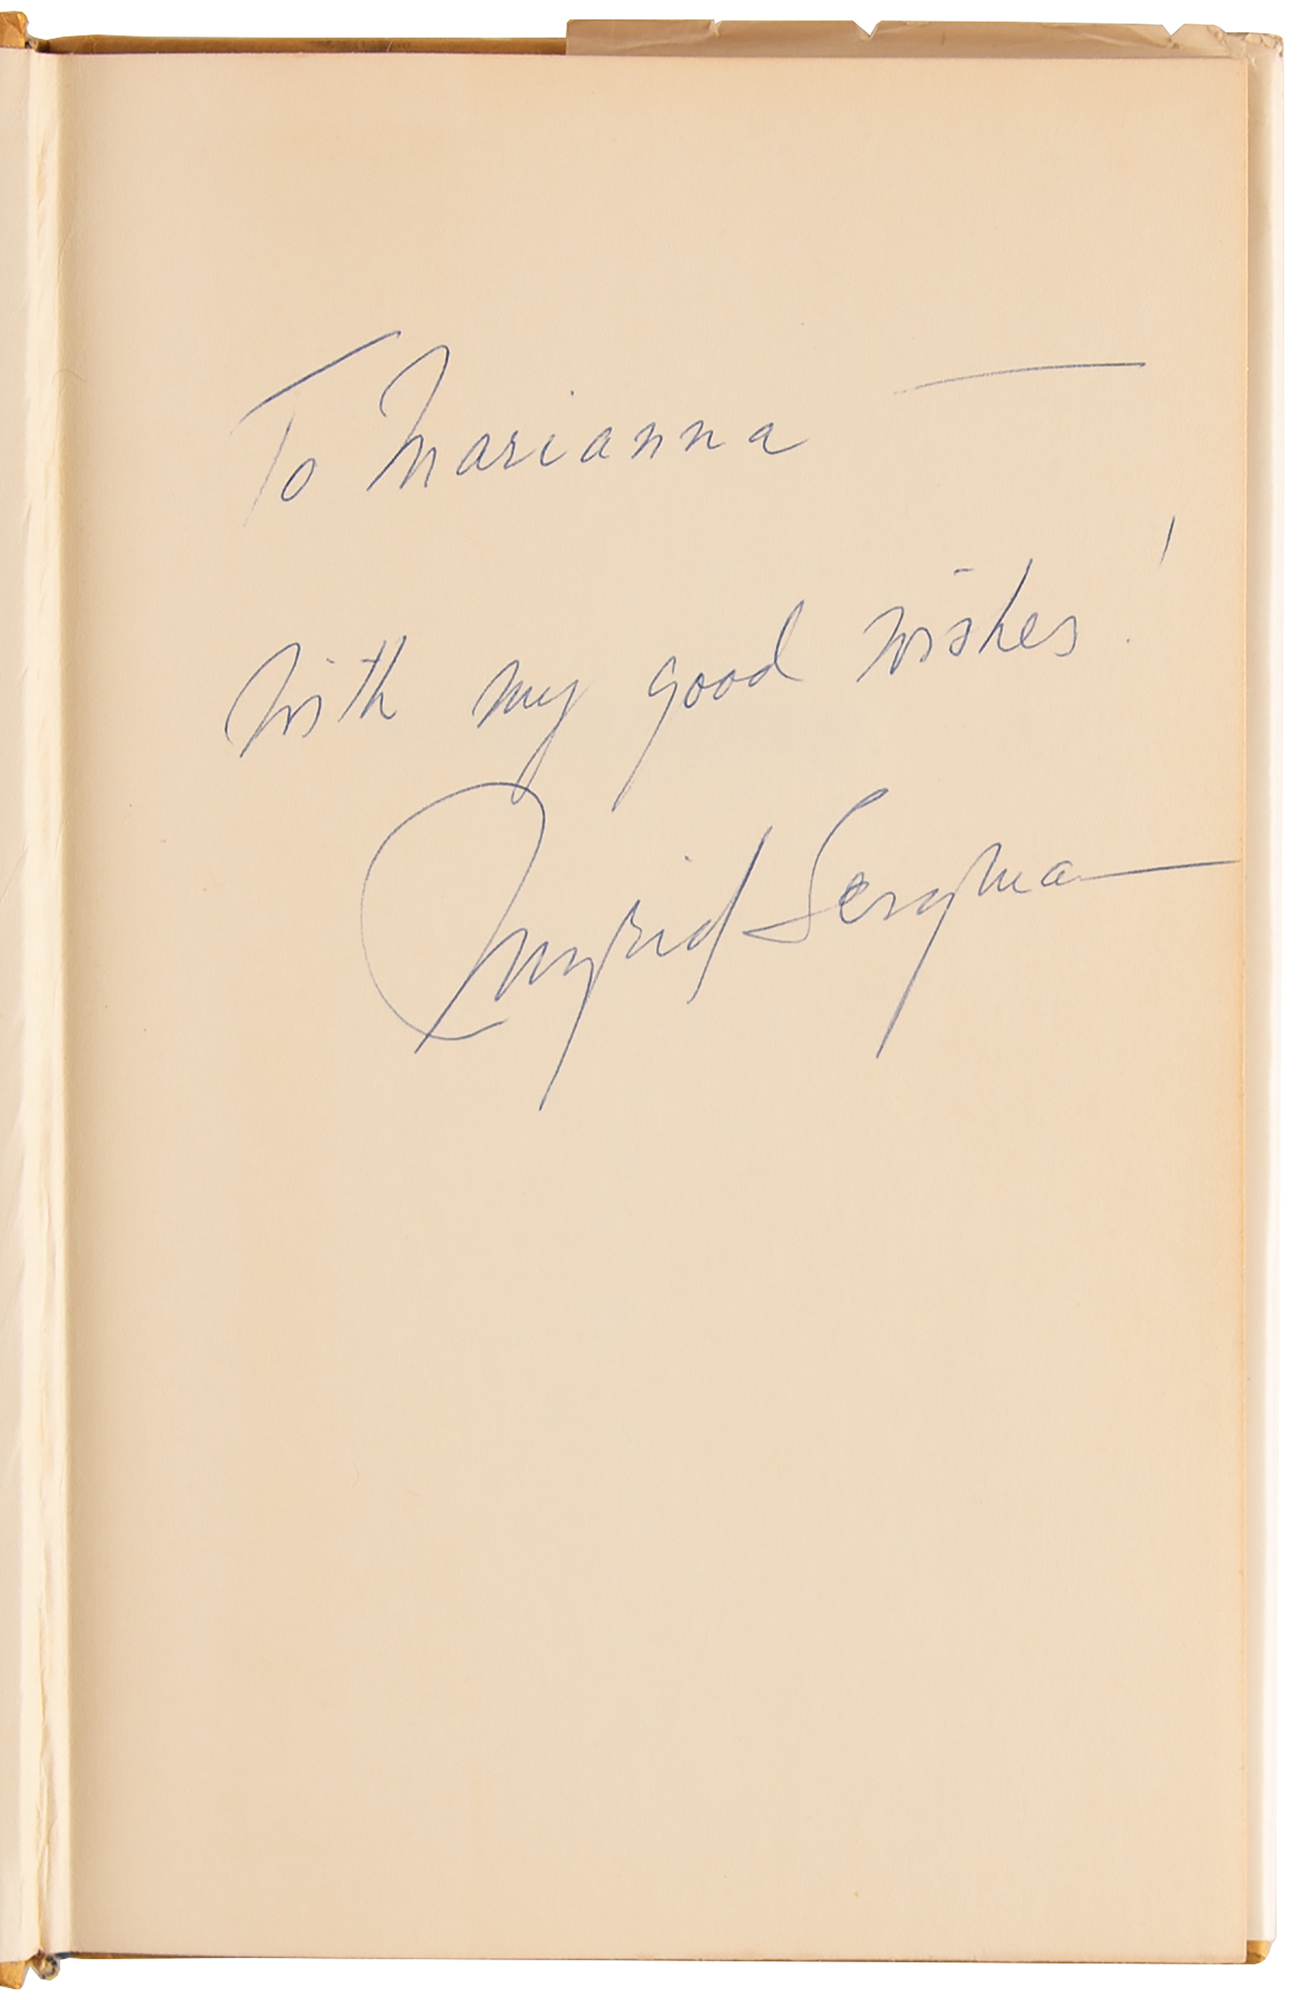 To Marianna —
with my good wishes!
Ingrid Bergman